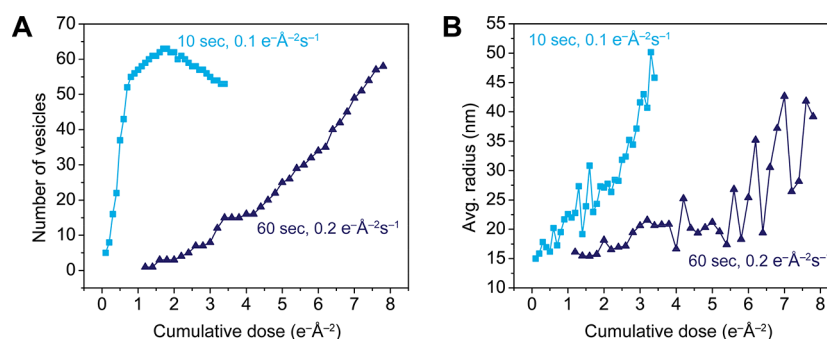 A
Number of vesicles
70
60
50
40
30
20
10
0
10 sec, 0.1 e⁻Å⁻²s⁻¹
60 sec, 0.2 e⁻Å⁻²s⁻¹
0 1 2 3 4 5 6 7 8
Cumulative dose (e⁻Å⁻²)
B
Avg. radius (nm)
55
50
45
40
35
30
25
20
15
10
10 sec, 0.1 e⁻Å⁻²s⁻¹
60 sec, 0.2 e⁻Å⁻²s⁻¹
0 1 2 3 4 5 6 7 8
Cumulative dose (e⁻Å⁻²)